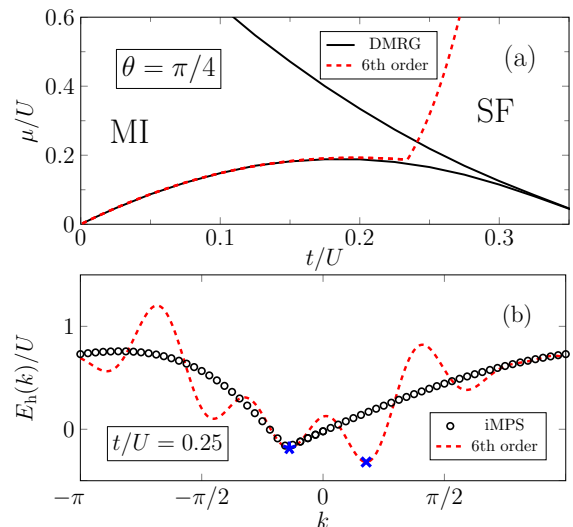 0.6
0.4
0.2
0
μ/U
θ = π/4
DMRG
6th order
(a)
MI
SF
0 0.1 0.2 0.3
t/U
1
0
E_h(k)/U
(b)
t/U = 0.25
iMPS
6th order
−π −π/2 0 π/2
k